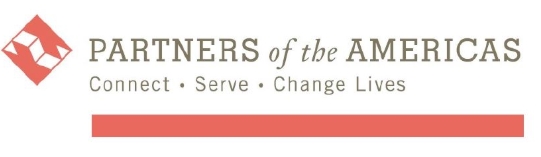 PARTNERS of the AMERICAS
Connect • Serve • Change Lives